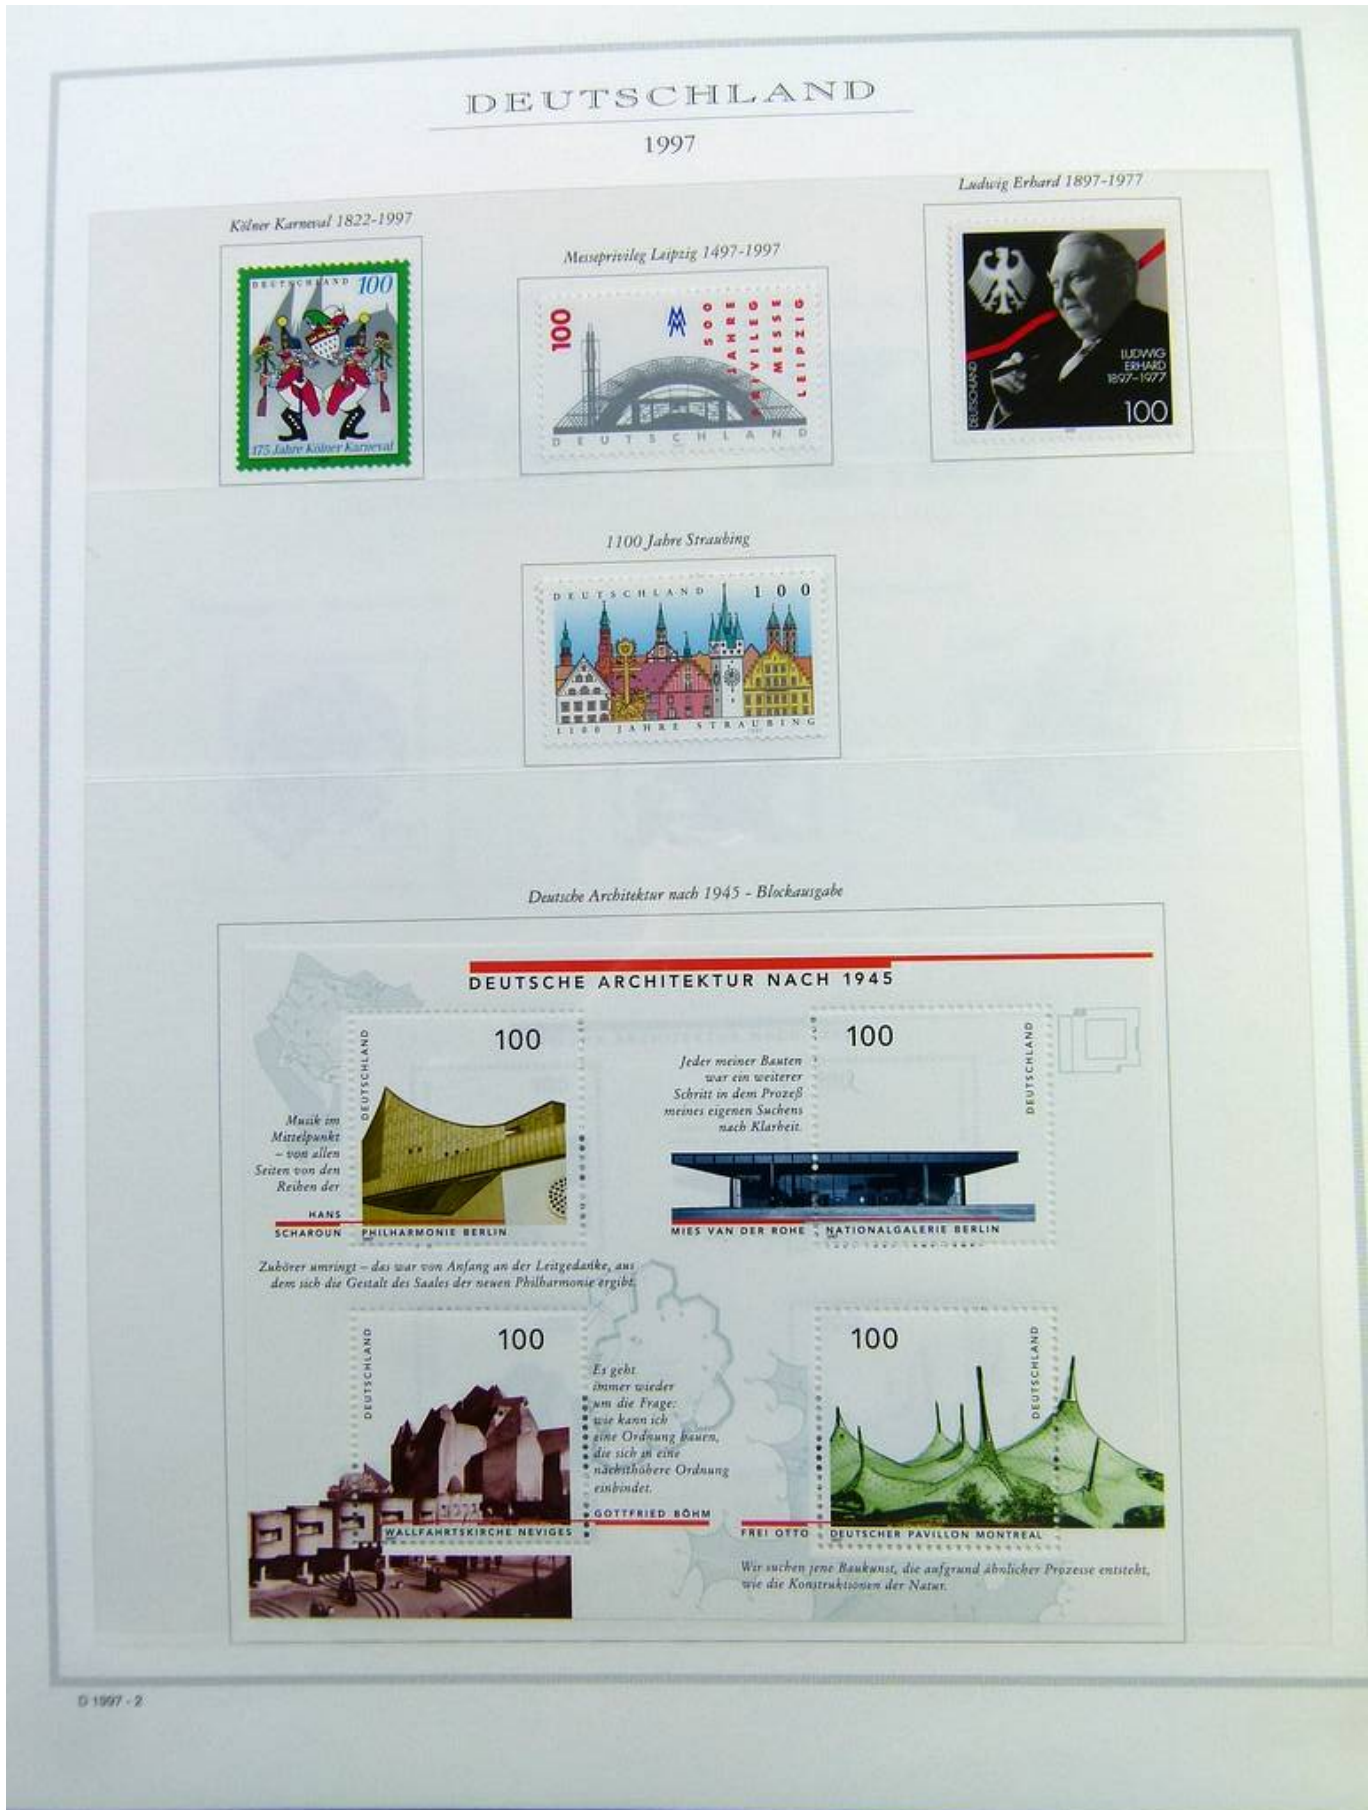 DEUTSCHLAND
1997
Kölner Karneval 1822-1997
Messeprivileg Leipzig 1497-1997
Ludwig Erhard 1897-1977
DEUTSCHLAND 100
175 Jahre Kölner Karneval
100
500
JAHRE
PRIVILEG
MESSE
LEIPZIG
DEUTSCHLAND
DEUTSCHLAND
LUDWIG
ERHARD
1897-1977
100
1100 Jahre Straubing
DEUTSCHLAND 100
1100 JAHRE STRAUBING
Deutsche Architektur nach 1945 - Blockausgabe
DEUTSCHE ARCHITEKTUR NACH 1945
DEUTSCHLAND
100
Musik im
Mittelpunkt
– von allen
Seiten von den
Reihen der
HANS
SCHAROUN PHILHARMONIE BERLIN
Zuhörer umringt – das war von Anfang an der Leitgedanke, aus
dem sich die Gestalt des Saales der neuen Philharmonie ergibt.
100
DEUTSCHLAND
Jeder meiner Bauten
war ein weiterer
Schritt in dem Prozeß
meines eigenen Suchens
nach Klarheit.
MIES VAN DER ROHE NATIONALGALERIE BERLIN
DEUTSCHLAND
100
Es geht
immer wieder
um die Frage:
wie kann ich
eine Ordnung bauen,
die sich in eine
nächsthöhere Ordnung
einbindet.
GOTTFRIED BÖHM
WALLFAHRTSKIRCHE NEVIGES
100
DEUTSCHLAND
FREI OTTO DEUTSCHER PAVILLON MONTREAL
Wir suchen jene Baukunst, die aufgrund ähnlicher Prozesse entsteht,
wie die Konstruktionen der Natur.
D 1997 - 2